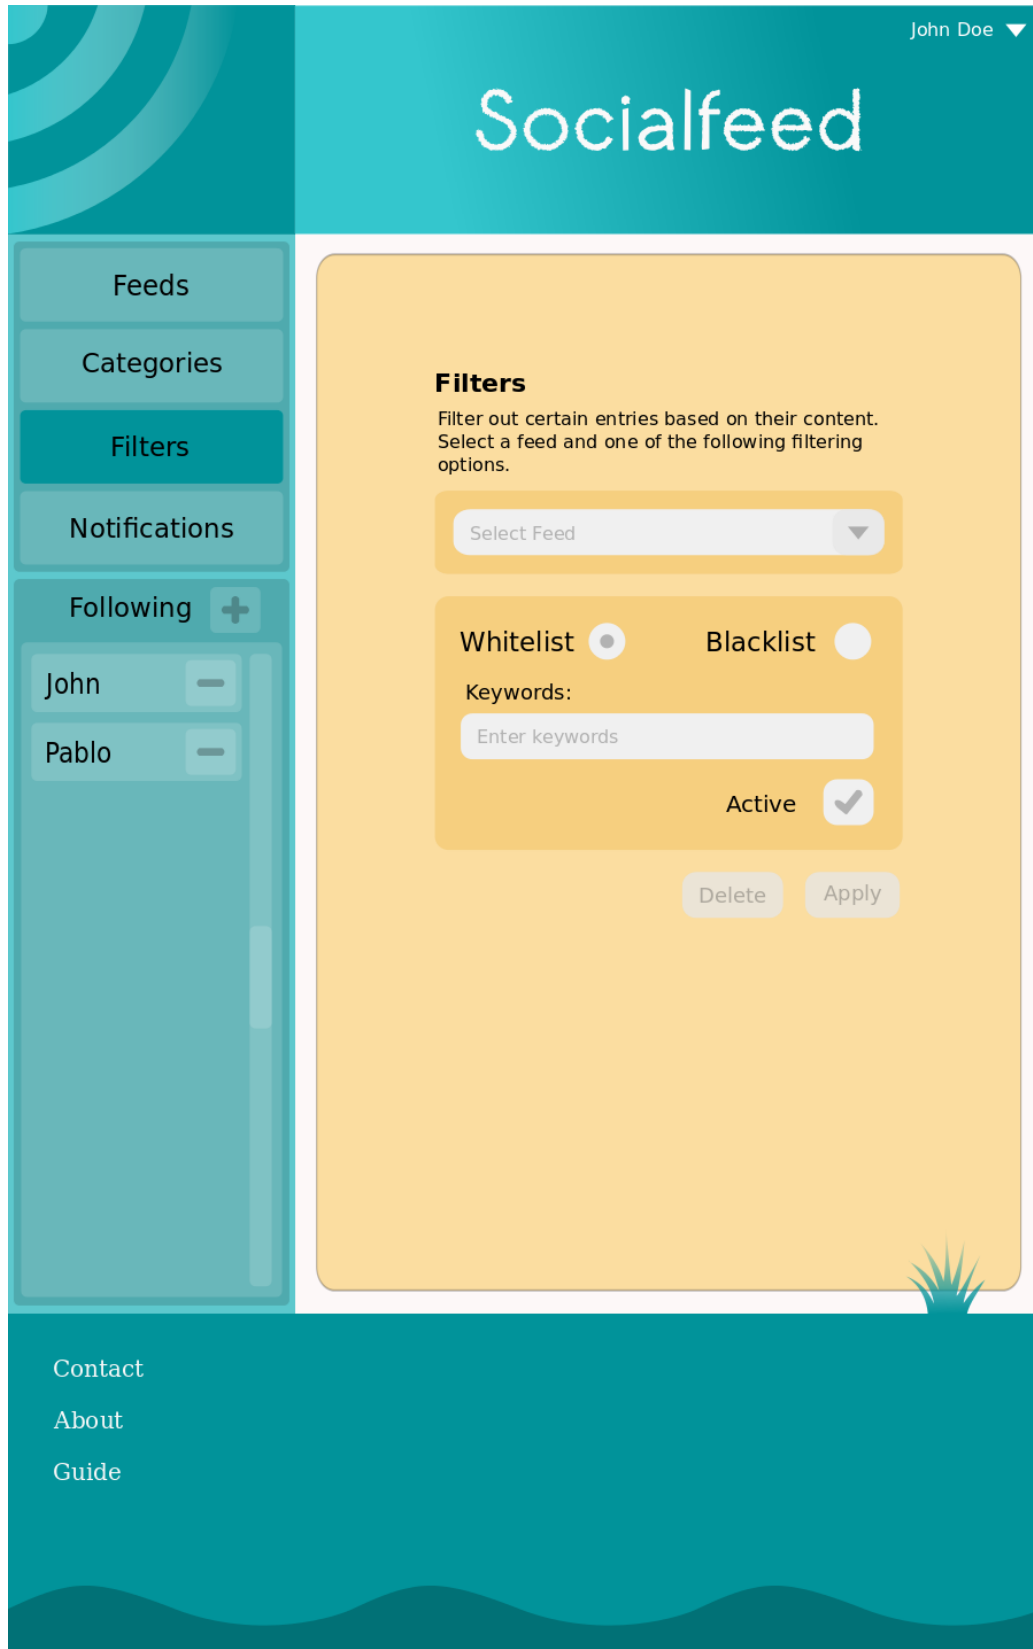 John Doe
Socialfeed
Feeds
Categories
Filters
Notifications
Following
John
Pablo
Filters
Filter out certain entries based on their content.
Select a feed and one of the following filtering
options.
Select Feed
Whitelist
Blacklist
Keywords:
Enter keywords
Active
Delete
Apply
Contact
About
Guide